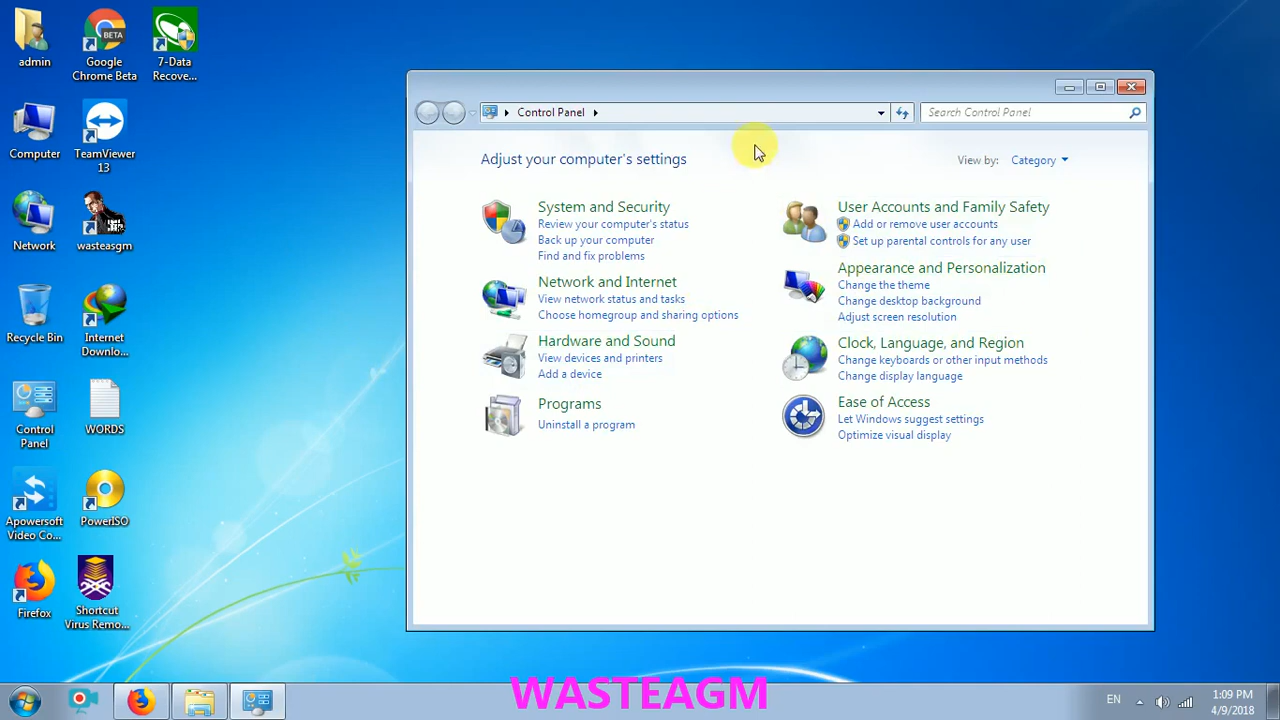 admin
Google
Chrome Beta
7-Data
Recove...
Computer
TeamViewer
13
Network
wasteasgm
Recycle Bin
Internet
Downlo...
Control
Panel
WORDS
Apowersoft
Video Co...
PowerISO
Firefox
Shortcut
Virus Remo...
Control Panel
Search Control Panel
Adjust your computer's settings
View by: Category
System and Security
Review your computer's status
Back up your computer
Find and fix problems
Network and Internet
View network status and tasks
Choose homegroup and sharing options
Hardware and Sound
View devices and printers
Add a device
Programs
Uninstall a program
User Accounts and Family Safety
Add or remove user accounts
Set up parental controls for any user
Appearance and Personalization
Change the theme
Change desktop background
Adjust screen resolution
Clock, Language, and Region
Change keyboards or other input methods
Change display language
Ease of Access
Let Windows suggest settings
Optimize visual display
WASTEAGM
EN
1:09 PM
4/9/2018